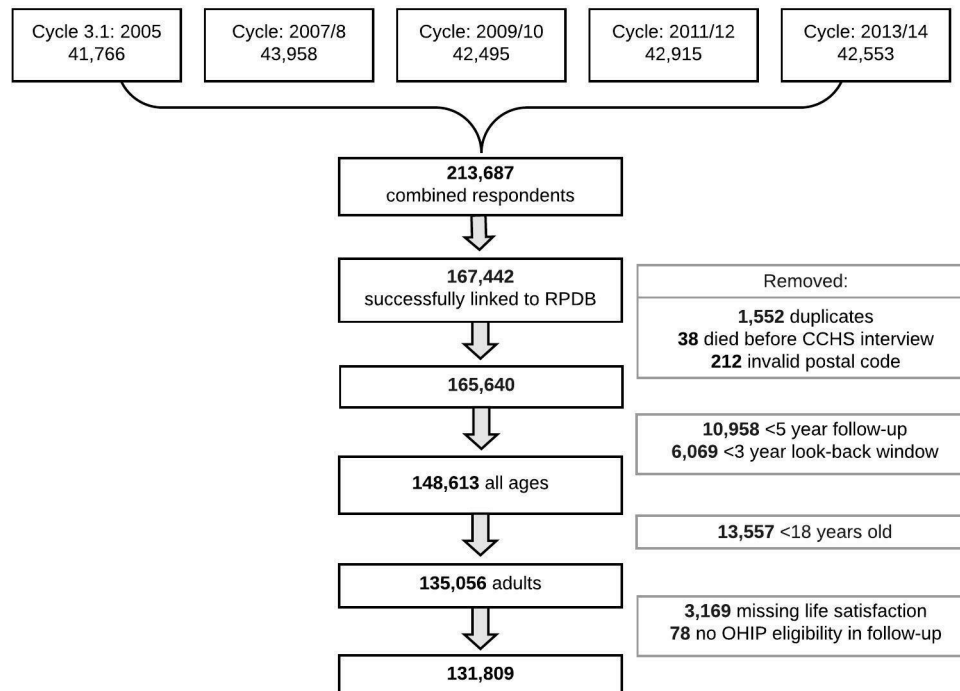 Cycle 3.1: 2005
41,766
Cycle: 2007/8
43,958
Cycle: 2009/10
42,495
Cycle: 2011/12
42,915
Cycle: 2013/14
42,553
213,687
combined respondents
167,442
successfully linked to RPDB
Removed:
1,552 duplicates
38 died before CCHS interview
212 invalid postal code
165,640
10,958 <5 year follow-up
6,069 <3 year look-back window
148,613 all ages
13,557 <18 years old
135,056 adults
3,169 missing life satisfaction
78 no OHIP eligibility in follow-up
131,809